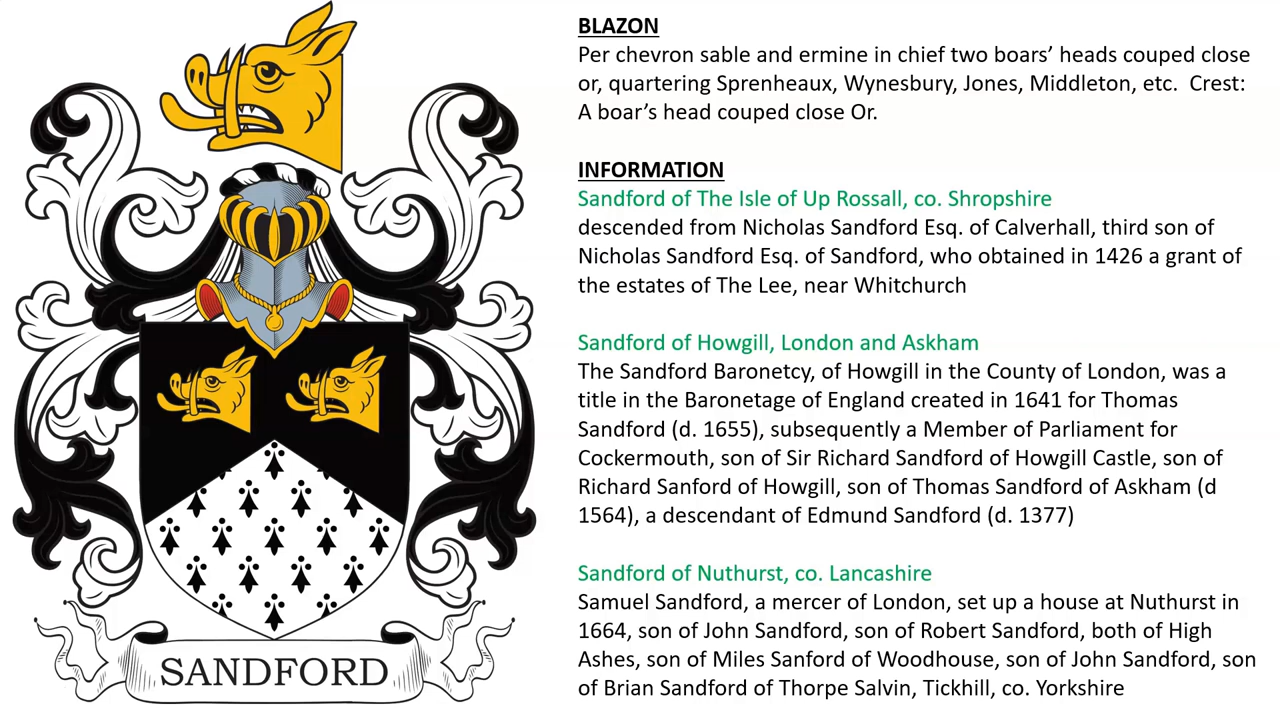 BLAZON
Per chevron sable and ermine in chief two boars’ heads couped close
or, quartering Sprenheaux, Wynesbury, Jones, Middleton, etc.  Crest:
A boar’s head couped close Or.
INFORMATION
Sandford of The Isle of Up Rossall, co. Shropshire
descended from Nicholas Sandford Esq. of Calverhall, third son of
Nicholas Sandford Esq. of Sandford, who obtained in 1426 a grant of
the estates of The Lee, near Whitchurch
Sandford of Howgill, London and Askham
The Sandford Baronetcy, of Howgill in the County of London, was a
title in the Baronetage of England created in 1641 for Thomas
Sandford (d. 1655), subsequently a Member of Parliament for
Cockermouth, son of Sir Richard Sandford of Howgill Castle, son of
Richard Sanford of Howgill, son of Thomas Sandford of Askham (d
1564), a descendant of Edmund Sandford (d. 1377)
Sandford of Nuthurst, co. Lancashire
Samuel Sandford, a mercer of London, set up a house at Nuthurst in
1664, son of John Sandford, son of Robert Sandford, both of High
Ashes, son of Miles Sanford of Woodhouse, son of John Sandford, son
of Brian Sandford of Thorpe Salvin, Tickhill, co. Yorkshire
SANDFORD